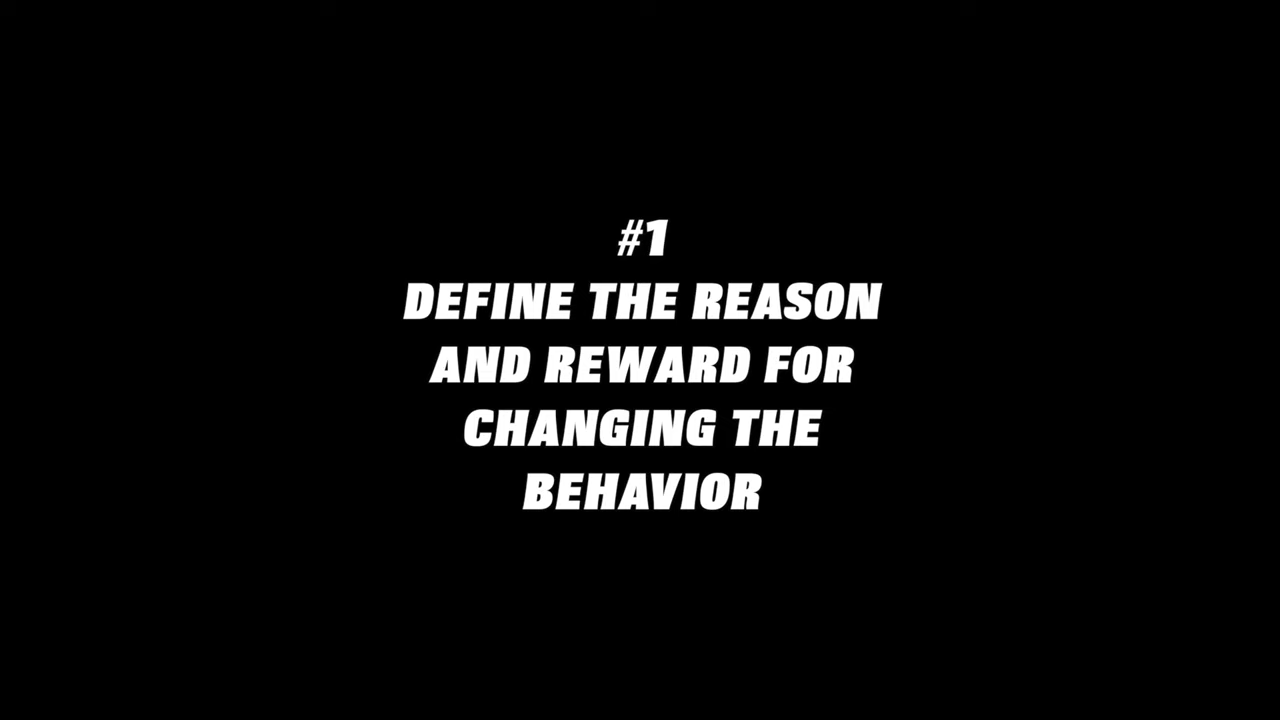 #1
DEFINE THE REASON
AND REWARD FOR
CHANGING THE
BEHAVIOR